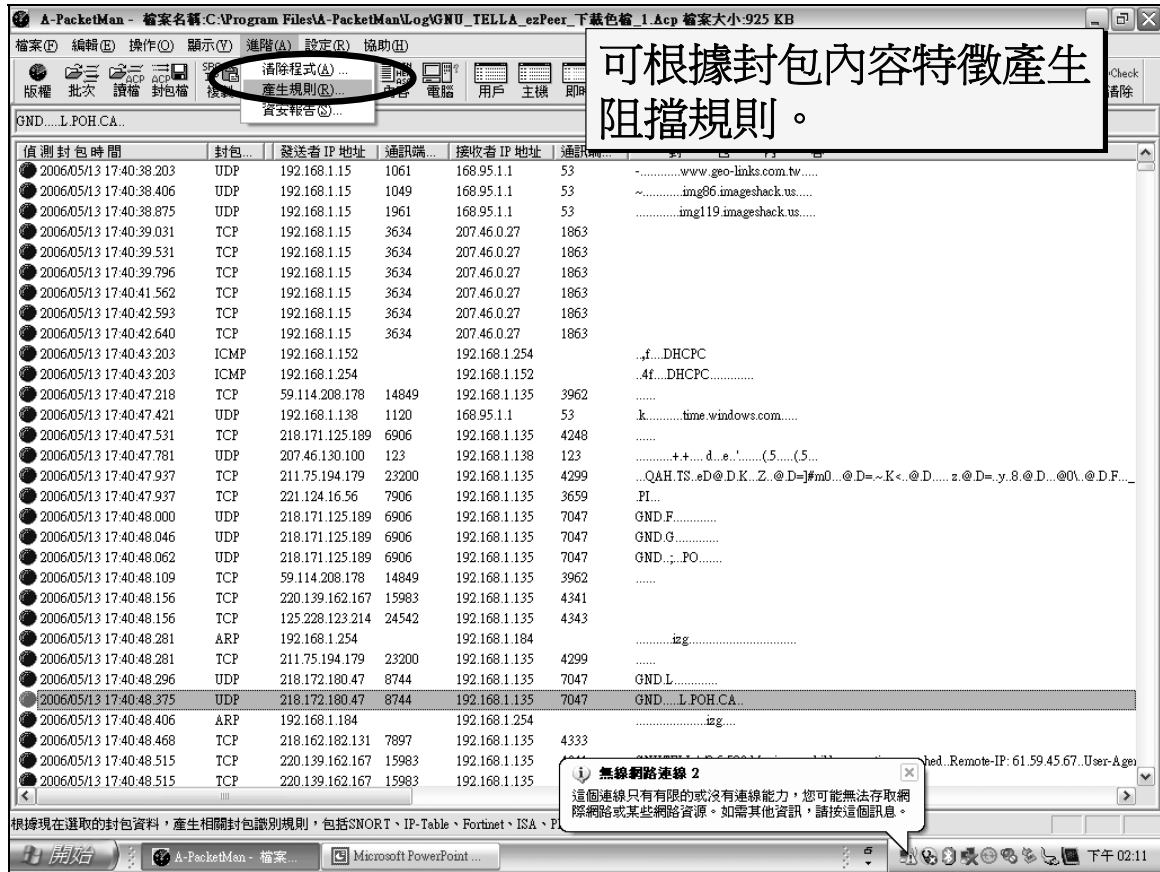 A-PacketMan - 檔案名稱:C:\Program Files\A-PacketMan\Log\GNU_TELLA_ezPeer_下載色檔_1.Acp 檔案大小:925 KB
檔案(F) 編輯(E) 操作(O) 顯示(V) 進階(A) 設定(R) 協助(H)
可根據封包內容特徵產生
阻擋規則。
清除程式(A) ...
產生規則(R)...
資安報告(S)...
版權 批次 讀檔 封包檔 電腦 用戶 主機
Check
清除
GND.....L.POH.CA..
偵測封包時間 封包... 發送者 IP 地址 通訊端... 接收者 IP 地址
2006/05/13 17:40:38.203 UDP 192.168.1.15 1061 168.95.1.1 53 -............www.geo-links.com.tw.....
2006/05/13 17:40:38.406 UDP 192.168.1.15 1049 168.95.1.1 53 ~............img86.imageshack.us.....
2006/05/13 17:40:38.875 UDP 192.168.1.15 1961 168.95.1.1 53 .............img119.imageshack.us.....
2006/05/13 17:40:39.031 TCP 192.168.1.15 3634 207.46.0.27 1863
2006/05/13 17:40:39.531 TCP 192.168.1.15 3634 207.46.0.27 1863
2006/05/13 17:40:39.796 TCP 192.168.1.15 3634 207.46.0.27 1863
2006/05/13 17:40:41.562 TCP 192.168.1.15 3634 207.46.0.27 1863
2006/05/13 17:40:42.593 TCP 192.168.1.15 3634 207.46.0.27 1863
2006/05/13 17:40:42.640 TCP 192.168.1.15 3634 207.46.0.27 1863
2006/05/13 17:40:43.203 ICMP 192.168.1.152 192.168.1.254 ..,f....DHCPC
2006/05/13 17:40:43.203 ICMP 192.168.1.254 192.168.1.152 ..4f....DHCPC.............
2006/05/13 17:40:47.218 TCP 59.114.208.178 14849 192.168.1.135 3962 ......
2006/05/13 17:40:47.421 UDP 192.168.1.138 1120 168.95.1.1 53 .k...........time.windows.com.....
2006/05/13 17:40:47.531 TCP 218.171.125.189 6906 192.168.1.135 4248 ......
2006/05/13 17:40:47.781 UDP 207.46.130.100 123 192.168.1.138 123 ...........+.+.... d...e..'.......(.5.....(.5...
2006/05/13 17:40:47.937 TCP 211.75.194.179 23200 192.168.1.135 4299 ...QAH.TS..eD@.D.K...Z..@.D=]#m0...@.D=.~.K<..@.D..... z.@.D=..y..8.@.D...@0\..@.D.F..._
2006/05/13 17:40:47.937 TCP 221.124.16.56 7906 192.168.1.135 3659 .PI...
2006/05/13 17:40:48.000 UDP 218.171.125.189 6906 192.168.1.135 7047 GND.F.............
2006/05/13 17:40:48.046 UDP 218.171.125.189 6906 192.168.1.135 7047 GND.G.............
2006/05/13 17:40:48.062 UDP 218.171.125.189 6906 192.168.1.135 7047 GND..;...PO.......
2006/05/13 17:40:48.109 TCP 59.114.208.178 14849 192.168.1.135 3962 ......
2006/05/13 17:40:48.156 TCP 220.139.162.167 15983 192.168.1.135 4341
2006/05/13 17:40:48.156 TCP 125.228.123.214 24542 192.168.1.135 4343
2006/05/13 17:40:48.281 ARP 192.168.1.254 192.168.1.184 ...........izg................................
2006/05/13 17:40:48.281 TCP 211.75.194.179 23200 192.168.1.135 4299 ......
2006/05/13 17:40:48.296 UDP 218.172.180.47 8744 192.168.1.135 7047 GND.L.............
2006/05/13 17:40:48.375 UDP 218.172.180.47 8744 192.168.1.135 7047 GND.....L.POH.CA..
2006/05/13 17:40:48.406 ARP 192.168.1.184 192.168.1.254 .....................izg....
2006/05/13 17:40:48.468 TCP 218.162.182.131 7897 192.168.1.135 4333
2006/05/13 17:40:48.515 TCP 220.139.162.167 15983 192.168.1.135 hed..Remote-IP: 61.59.45.67..User-Agen
2006/05/13 17:40:48.515 TCP 220.139.162.167 15983 192.168.1.135
無線網路連線 2
這個連線只有有限的或沒有連線能力，您可能無法存取網
際網路或某些網路資源。如需其他資訊，請按這個訊息。
根據現在選取的封包資料，產生相關封包識別規則，包括SNORT、IP-Table、Fortinet、ISA、
開始 A-PacketMan - 檔案... Microsoft PowerPoint ... 下午 02:11